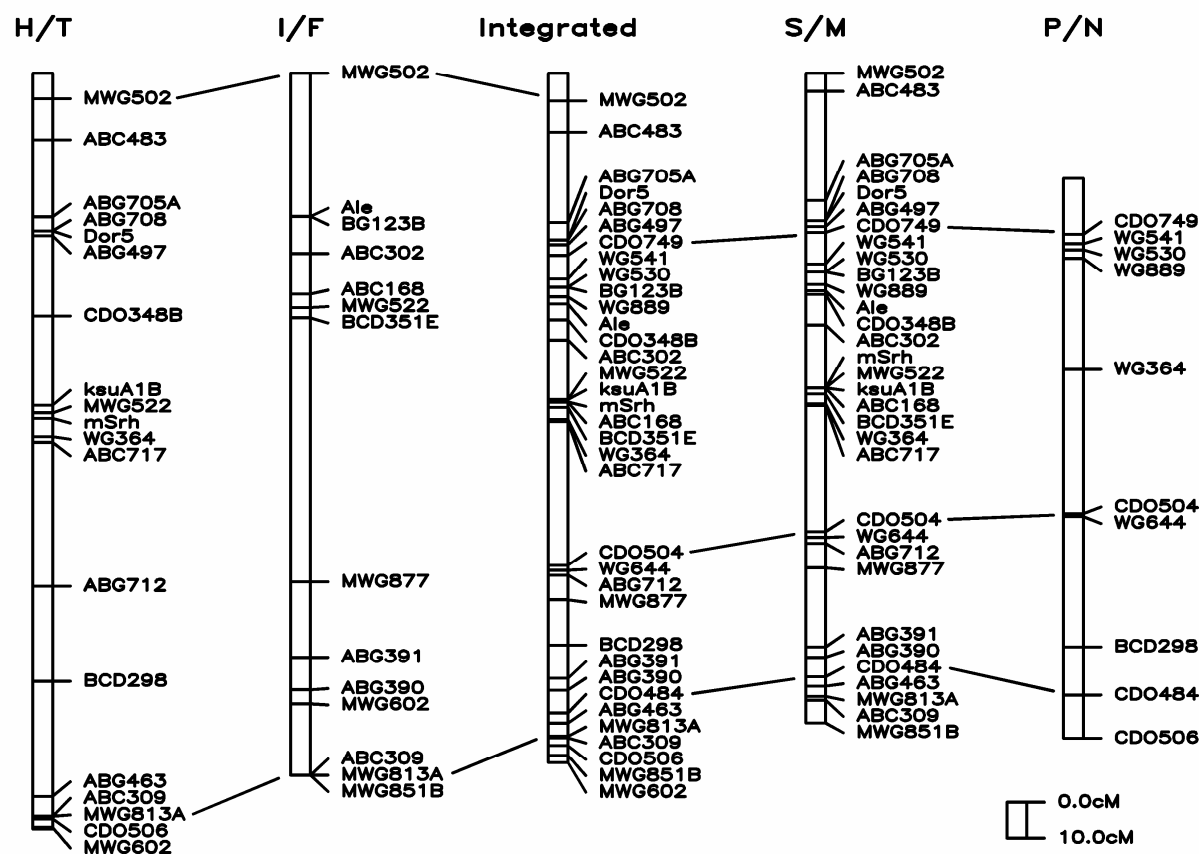 H/T
I/F
Integrated
S/M
P/N
MWG502
ABC483
ABG705A
ABG708
Dor5
ABG497
CDO348B
ksuA1B
MWG522
mSrh
WG364
ABC717
ABG712
BCD298
ABG463
ABC309
MWG813A
CDO506
MWG602
MWG502
Ale
BG123B
ABC302
ABC168
MWG522
BCD351E
MWG877
ABG391
ABG390
MWG602
ABC309
MWG813A
MWG851B
MWG502
ABC483
ABG705A
Dor5
ABG708
ABG497
CDO749
WG541
WG530
BG123B
WG889
Ale
CDO348B
ABC302
MWG522
ksuA1B
mSrh
ABC168
BCD351E
WG364
ABC717
CDO504
WG644
ABG712
MWG877
BCD298
ABG391
ABG390
CDO484
ABG463
MWG813A
ABC309
CDO506
MWG851B
MWG602
MWG502
ABC483
ABG705A
ABG708
Dor5
ABG497
CDO749
WG541
WG530
BG123B
WG889
Ale
CDO348B
ABC302
mSrh
MWG522
ksuA1B
ABC168
BCD351E
WG364
ABC717
CDO504
WG644
ABG712
MWG877
ABG391
ABG390
CDO484
ABG463
MWG813A
ABC309
MWG851B
CDO749
WG541
WG530
WG889
WG364
CDO504
WG644
BCD298
CDO484
CDO506
0.0cM
10.0cM